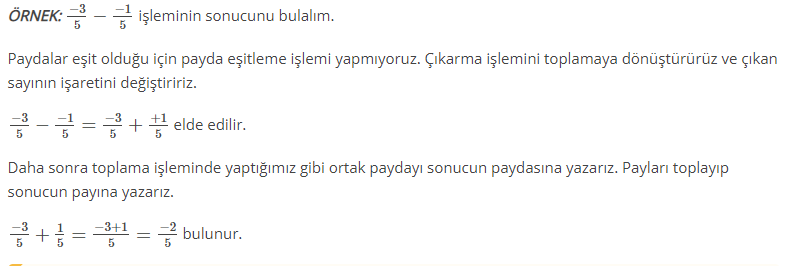 ÖRNEK: $\frac{-3}{5} - \frac{-1}{5}$ işleminin sonucunu bulalım.
Paydalar eşit olduğu için payda eşitleme işlemi yapmıyoruz. Çıkarma işlemini toplamaya dönüştürürüz ve çıkan
sayının işaretini değiştiririz.
$\frac{-3}{5} - \frac{-1}{5} = \frac{-3}{5} + \frac{+1}{5}$ elde edilir.
Daha sonra toplama işleminde yaptığımız gibi ortak paydayı sonucun paydasına yazarız. Payları toplayıp
sonucun payına yazarız.
$\frac{-3}{5} + \frac{1}{5} = \frac{-3+1}{5} = \frac{-2}{5}$ bulunur.